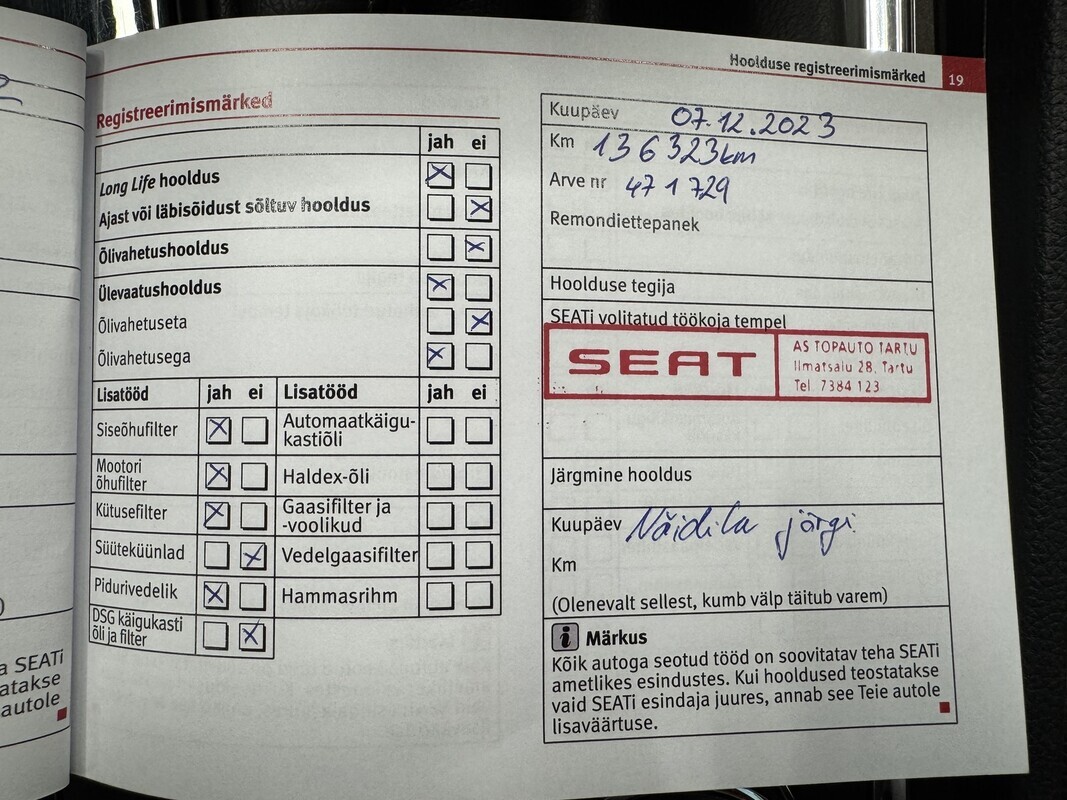 Hoolduse registreerimismärked 19
Registreerimismärked
jah ei
Long Life hooldus
Ajast või läbisõidust sõltuv hooldus
Õlivahetushooldus
Ülevaatushooldus
Õlivahetuseta
Õlivahetusega
Lisatööd jah ei Lisatööd jah ei
Siseõhufilter Automaatkäigu-
kastiõli
Mootori
õhufilter Haldex-õli
Kütusefilter Gaasifilter ja
-voolikud
Süüteküünlad Vedelgaasifilter
Pidurivedelik Hammasrihm
DSG käigukasti
õli ja filter
Kuupäev 07.12.2023
Km 136323km
Arve nr 471729
Remondiettepanek
Hoolduse tegija
SEATi volitatud töökoja tempel
SEAT
AS TOPAUTO TARTU
Ilmatsalu 28, Tartu
Tel. 7384 123
Järgmine hooldus
Kuupäev Näidiku järgi
Km
(Olenevalt sellest, kumb välp täitub varem)
i Märkus
Kõik autoga seotud tööd on soovitatav teha SEATi
ametlikes esindustes. Kui hooldused teostatakse
vaid SEATi esindaja juures, annab see Teie autole
lisaväärtuse.
a SEATi
statakse
autole